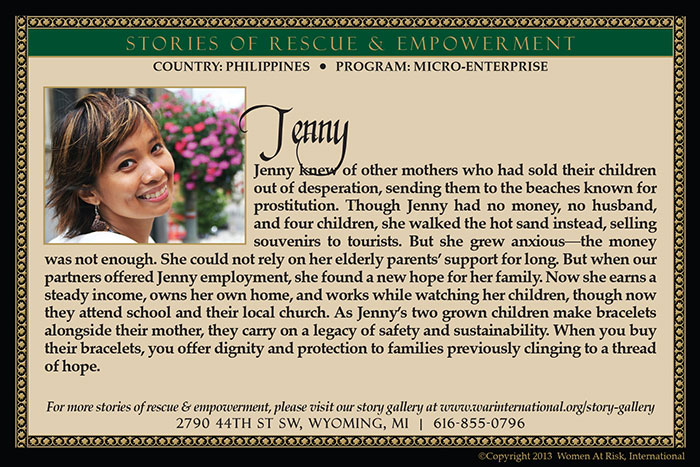 STORIES OF RESCUE & EMPOWERMENT
COUNTRY: PHILIPPINES • PROGRAM: MICRO-ENTERPRISE
Jenny
Jenny knew of other mothers who had sold their children
out of desperation, sending them to the beaches known for
prostitution. Though Jenny had no money, no husband,
and four children, she walked the hot sand instead, selling
souvenirs to tourists. But she grew anxious—the money
was not enough. She could not rely on her elderly parents' support for long. But when our
partners offered Jenny employment, she found a new hope for her family. Now she earns a
steady income, owns her own home, and works while watching her children, though now
they attend school and their local church. As Jenny's two grown children make bracelets
alongside their mother, they carry on a legacy of safety and sustainability. When you buy
their bracelets, you offer dignity and protection to families previously clinging to a thread
of hope.
For more stories of rescue & empowerment, please visit our story gallery at www.warinternational.org/story-gallery
2790 44TH ST SW, WYOMING, MI | 616-855-0796
©Copyright 2013 Women At Risk, International